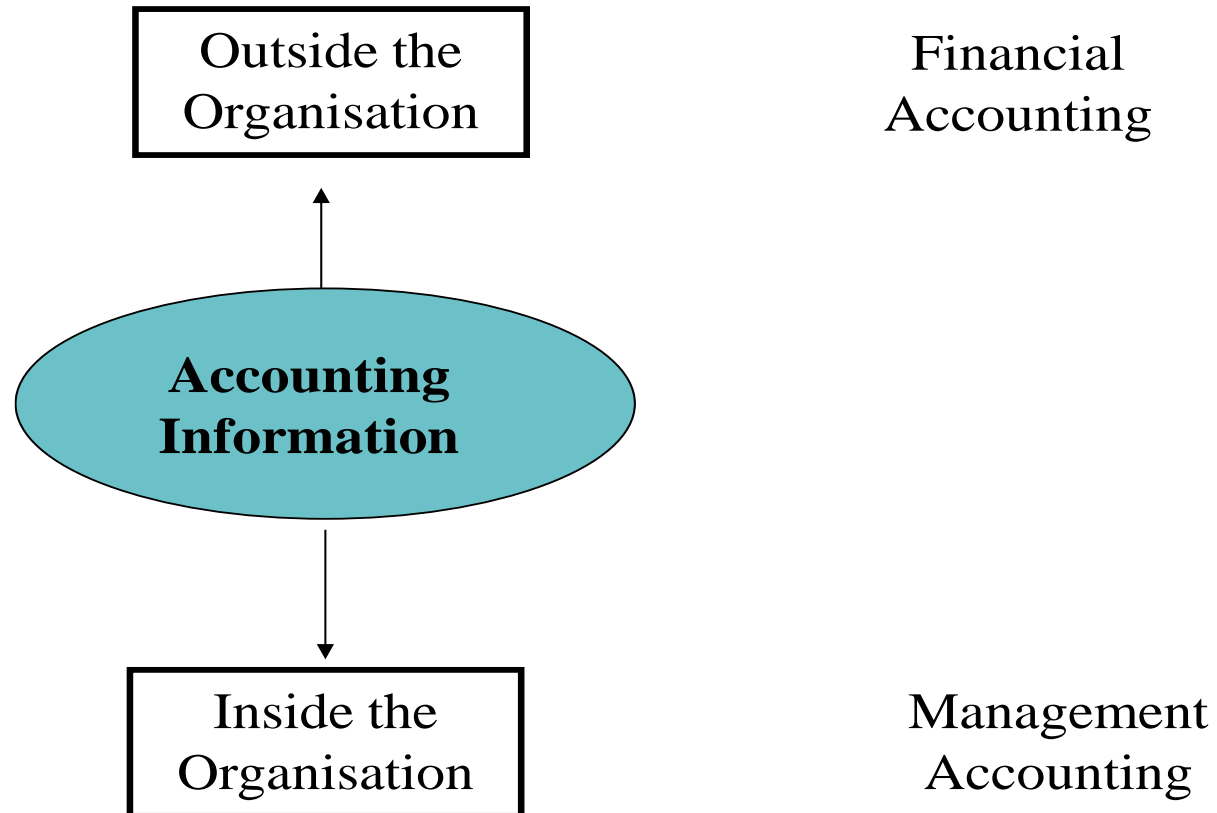 Outside the
Organisation
Financial
Accounting
Accounting
Information
Inside the
Organisation
Management
Accounting